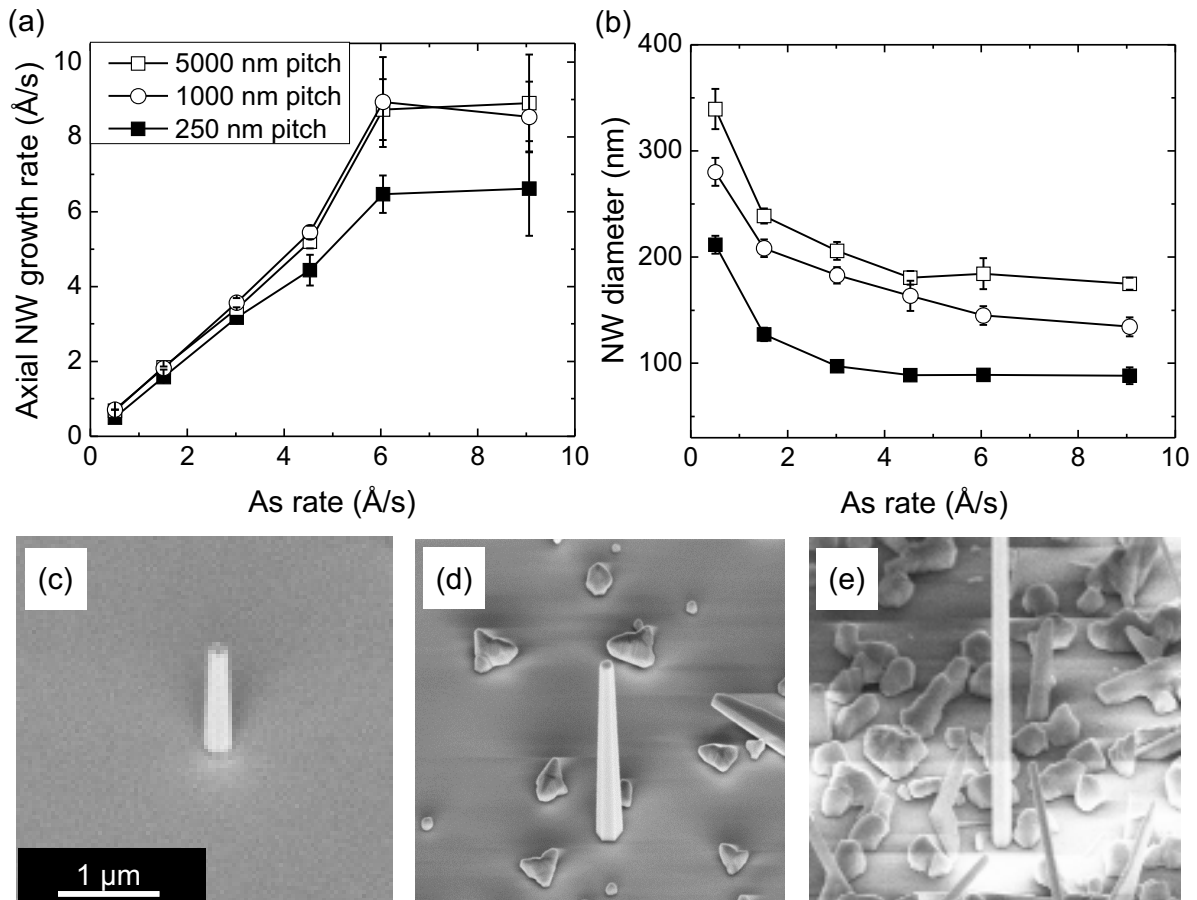 (a)
Axial NW growth rate (Å/s)
10
8
6
4
2
0
5000 nm pitch
1000 nm pitch
250 nm pitch
0 2 4 6 8 10
As rate (Å/s)
(b)
NW diameter (nm)
400
300
200
100
0 2 4 6 8 10
As rate (Å/s)
(c)
1 µm
(d)
(e)